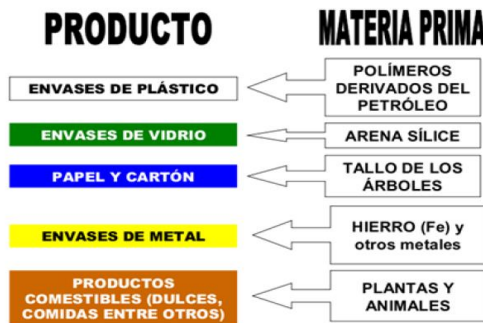 PRODUCTO
MATERIA PRIMA
ENVASES DE PLÁSTICO
POLÍMEROS
DERIVADOS DEL
PETRÓLEO
ENVASES DE VIDRIO
ARENA SÍLICE
PAPEL Y CARTÓN
TALLO DE LOS
ÁRBOLES
ENVASES DE METAL
HIERRO (Fe) y
otros metales
PRODUCTOS
COMESTIBLES (DULCES,
COMIDAS ENTRE OTROS)
PLANTAS Y
ANIMALES